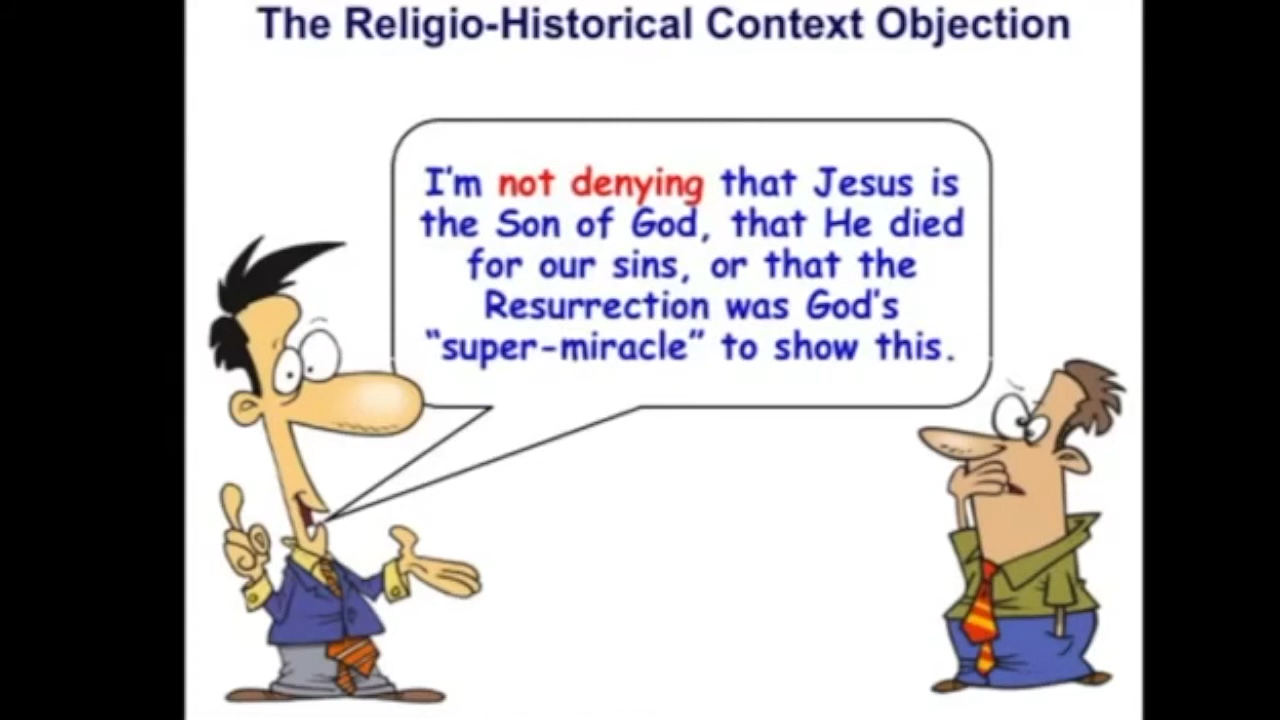 The Religio-Historical Context Objection
I'm not denying that Jesus is
the Son of God, that He died
for our sins, or that the
Resurrection was God's
“super-miracle” to show this.